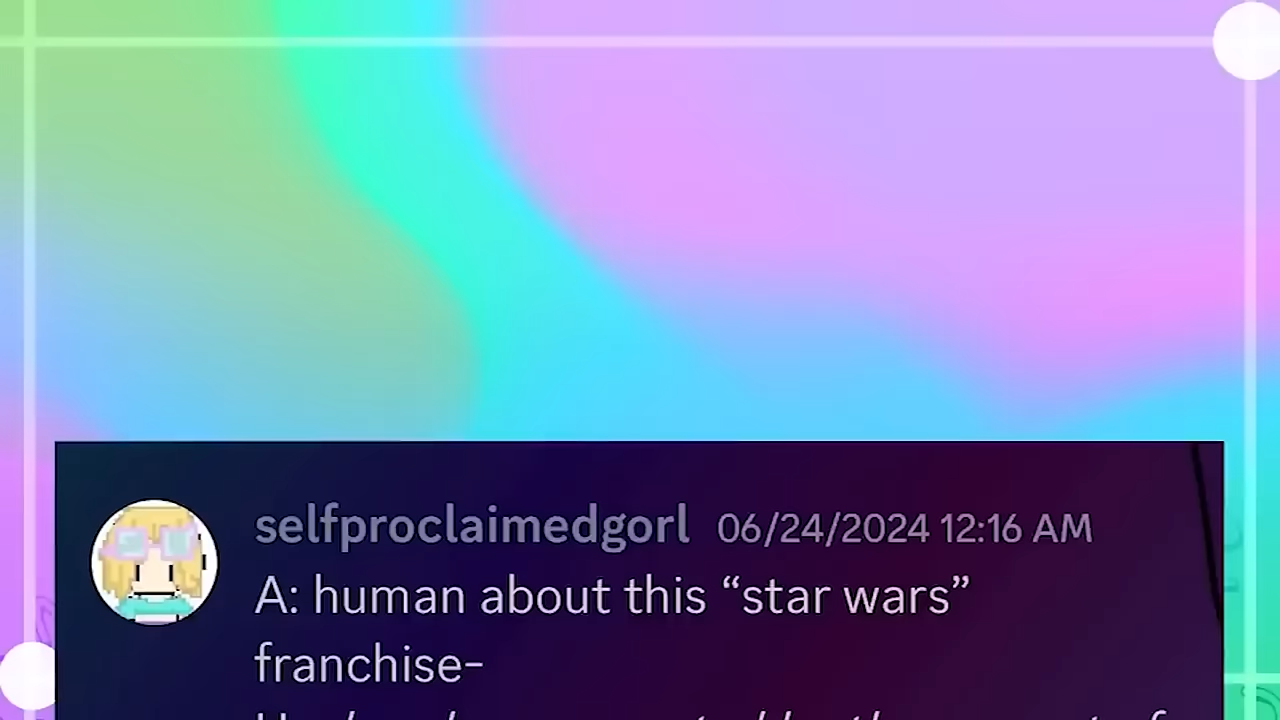 selfproclaimedgorl 06/24/2024 12:16 AM
A: human about this “star wars”
franchise-